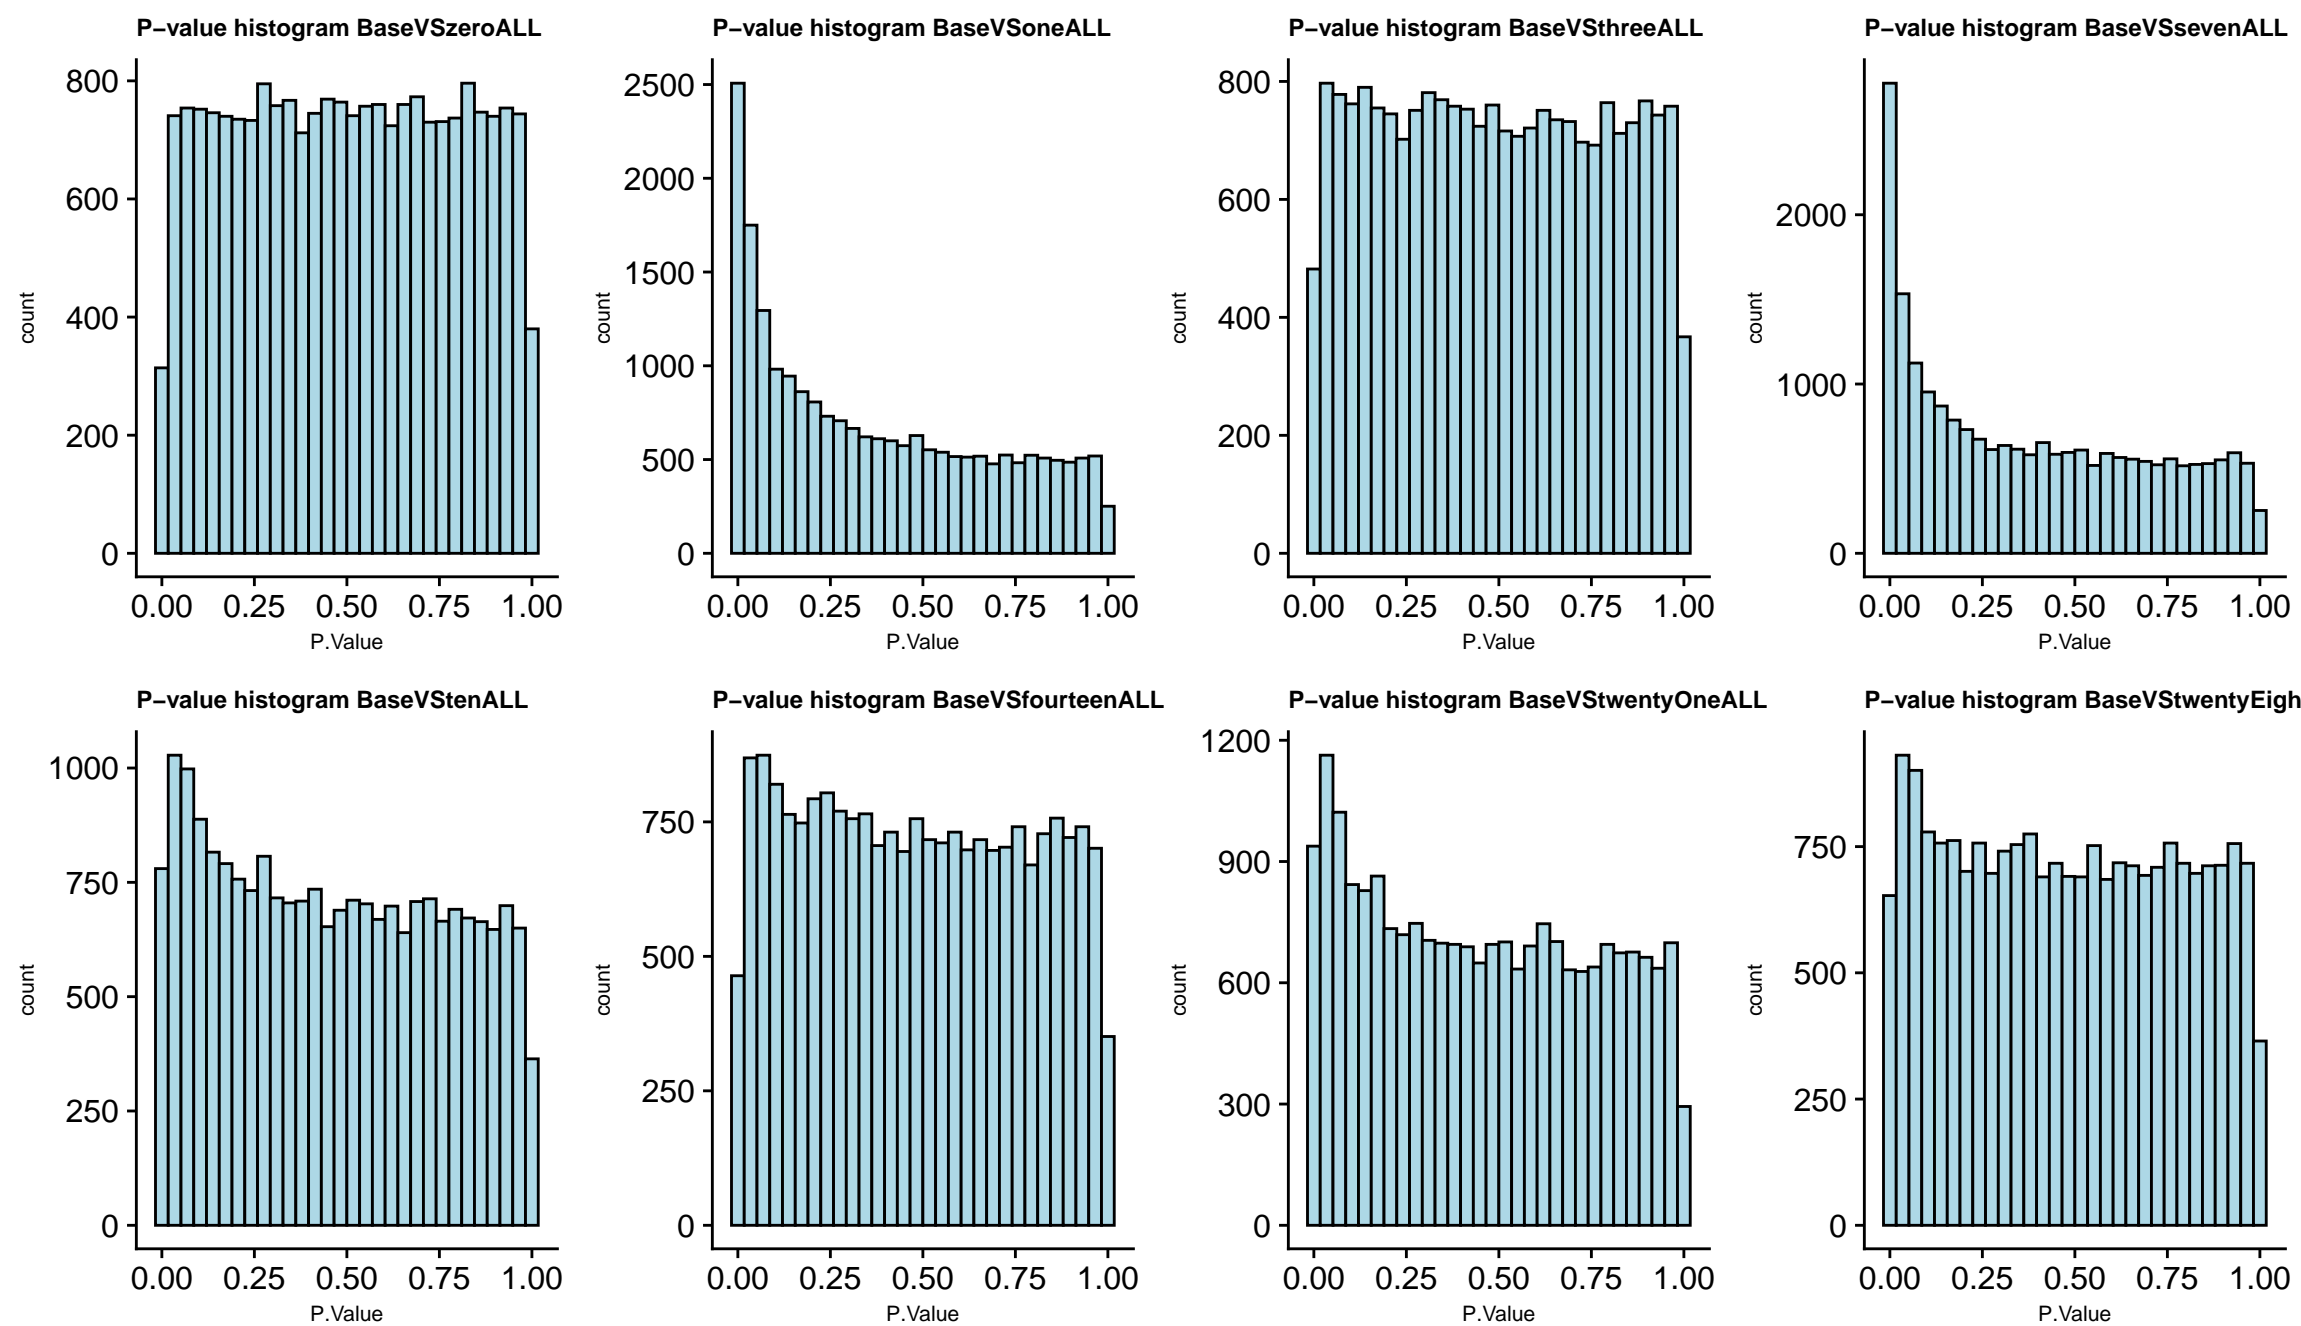 P−value histogram BaseVSzeroALL
800
600
400
200
0
count
0.00 0.25 0.50 0.75 1.00
P.Value
P−value histogram BaseVSoneALL
2500
2000
1500
1000
500
0
count
0.00 0.25 0.50 0.75 1.00
P.Value
P−value histogram BaseVSthreeALL
800
600
400
200
0
count
0.00 0.25 0.50 0.75 1.00
P.Value
P−value histogram BaseVSsevenALL
2000
1000
0
count
0.00 0.25 0.50 0.75 1.00
P.Value
P−value histogram BaseVStenALL
1000
750
500
250
0
count
0.00 0.25 0.50 0.75 1.00
P.Value
P−value histogram BaseVSfourteenALL
750
500
250
0
count
0.00 0.25 0.50 0.75 1.00
P.Value
P−value histogram BaseVStwentyOneALL
1200
900
600
300
0
count
0.00 0.25 0.50 0.75 1.00
P.Value
P−value histogram BaseVStwentyEigh
750
500
250
0
count
0.00 0.25 0.50 0.75 1.00
P.Value